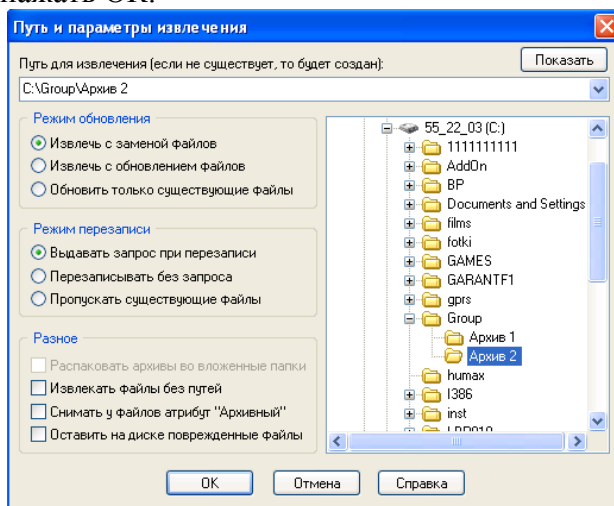 нажать ОК.
Путь и параметры извлечения
Путь для извлечения (если не существует, то будет создан):
Показать
C:\Group\Архив 2
Режим обновления
Извлечь с заменой файлов
Извлечь с обновлением файлов
Обновить только существующие файлы
Режим перезаписи
Выдавать запрос при перезаписи
Перезаписывать без запроса
Пропускать существующие файлы
Разное
Распаковать архивы во вложенные папки
Извлекать файлы без путей
Снимать у файлов атрибут "Архивный"
Оставить на диске поврежденные файлы
55_22_03 (C:)
1111111111
AddOn
BP
Documents and Settings
films
fotki
GAMES
GARANTF1
gprs
Group
Архив 1
Архив 2
humax
I386
inst
OK
Отмена
Справка